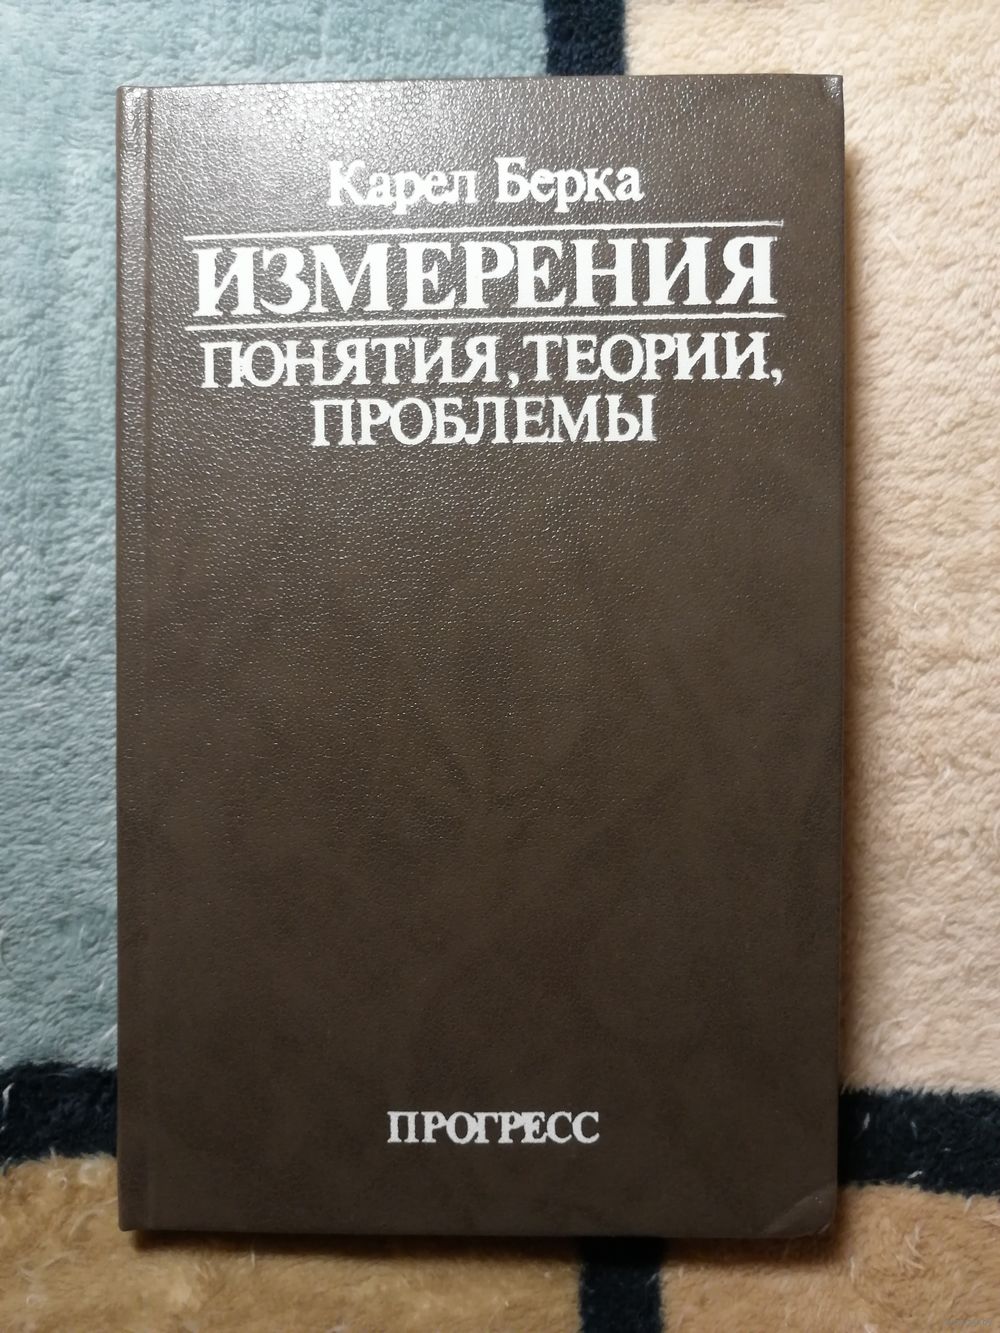 Карел Берка
ИЗМЕРЕНИЯ
ПОНЯТИЯ, ТЕОРИИ,
ПРОБЛЕМЫ
ПРОГРЕСС